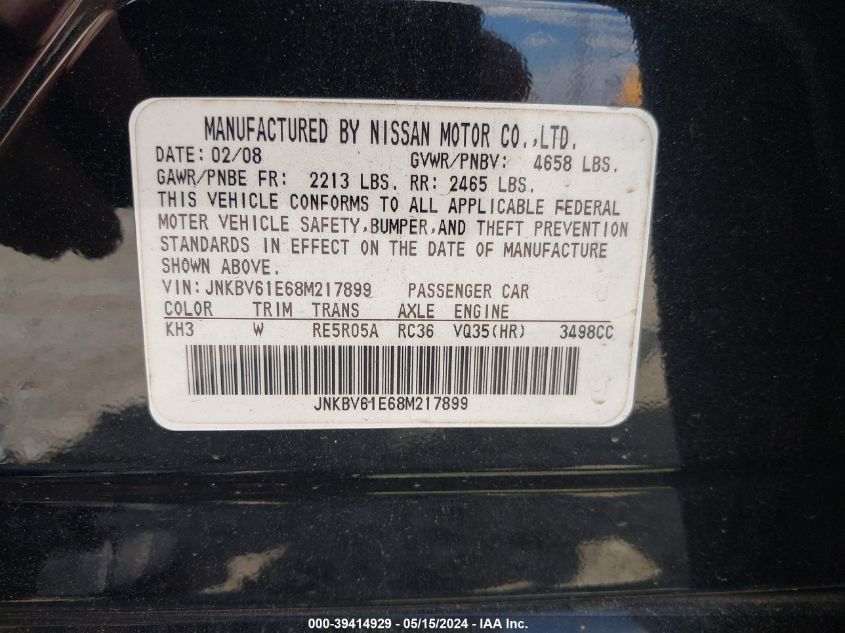 MANUFACTURED BY NISSAN MOTOR CO.,LTD.
DATE: 02/08 GVWR/PNBV: 4658 LBS.
GAWR/PNBE FR: 2213 LBS. RR: 2465 LBS.
THIS VEHICLE CONFORMS TO ALL APPLICABLE FEDERAL
MOTER VEHICLE SAFETY,BUMPER,AND THEFT PREVENTION
STANDARDS IN EFFECT ON THE DATE OF MANUFACTURE
SHOWN ABOVE.
VIN: JNKBV61E68M217899 PASSENGER CAR
COLOR TRIM TRANS AXLE ENGINE
KH3 W RE5R05A RC36 VQ35(HR) 3498CC
JNKBV61E68M217899
000-39414929 - 05/15/2024 - IAA Inc.